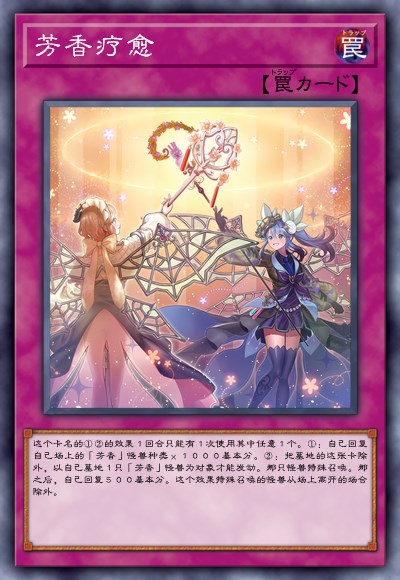 芳香疗愈
トラップ
罠
トラップ
【罠カード】
这个卡名的①②的效果1回合只能有1次使用其中任意1个。①：自己回复
自己场上的「芳香」怪兽种类×1000基本分。②：把墓地的这张卡除
外，以自己墓地1只「芳香」怪兽为对象才能发动。那只怪兽特殊召唤。那
之后，自己回复500基本分。这个效果特殊召唤的怪兽从场上离开的场合
除外。